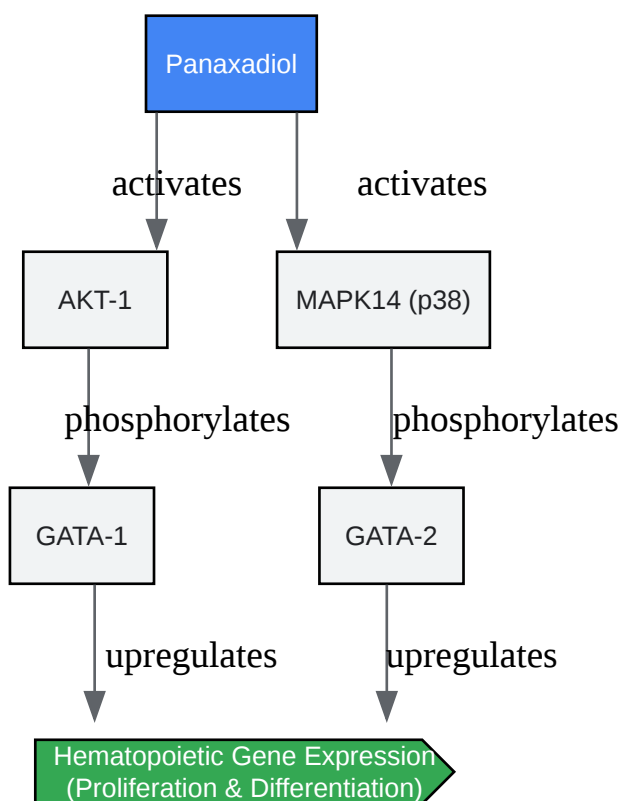 Panaxadiol
activates
activates
AKT-1
MAPK14 (p38)
phosphorylates
phosphorylates
GATA-1
GATA-2
upregulates
upregulates
Hematopoietic Gene Expression
(Proliferation & Differentiation)